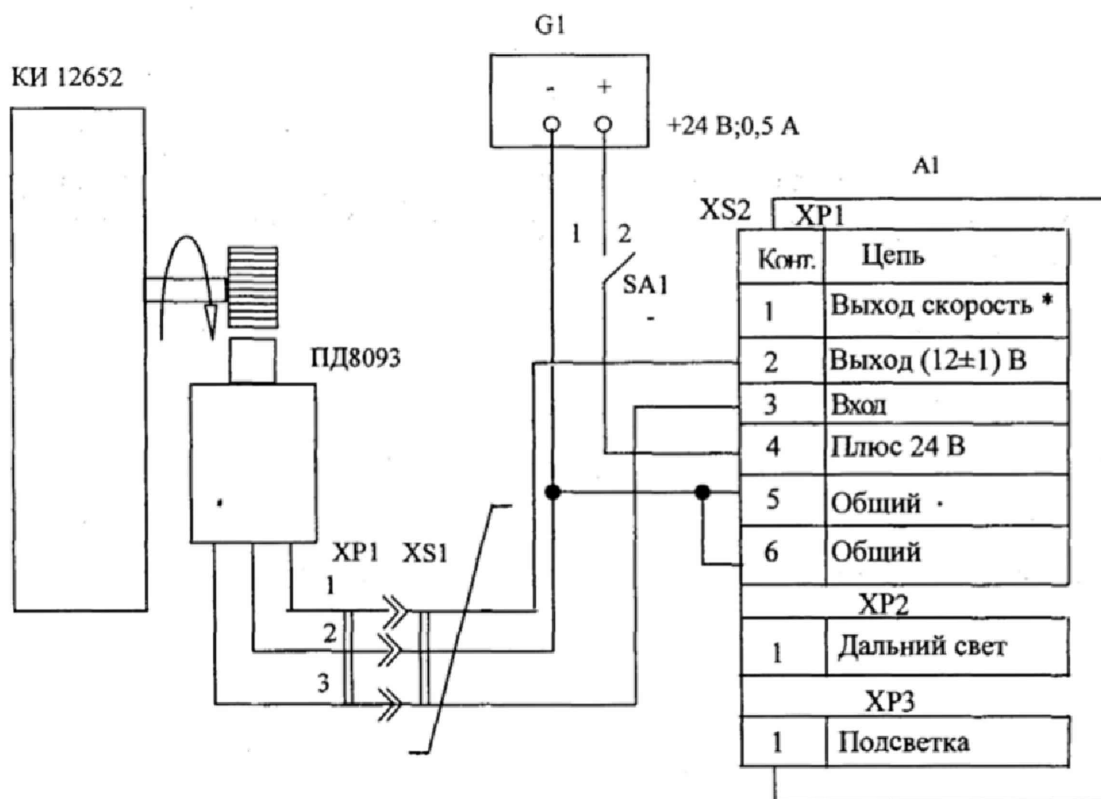 G1
КИ 12652
- +
+24 В;0,5 А
A1
XS2 XP1
1 2
SA1
Конт. Цепь
1 Выход скорость *
2 Выход (12±1) В
3 Вход
4 Плюс 24 В
5 Общий
6 Общий
ПД8093
XP1 XS1
1
2
3
XP2
1 Дальний свет
XP3
1 Подсветка